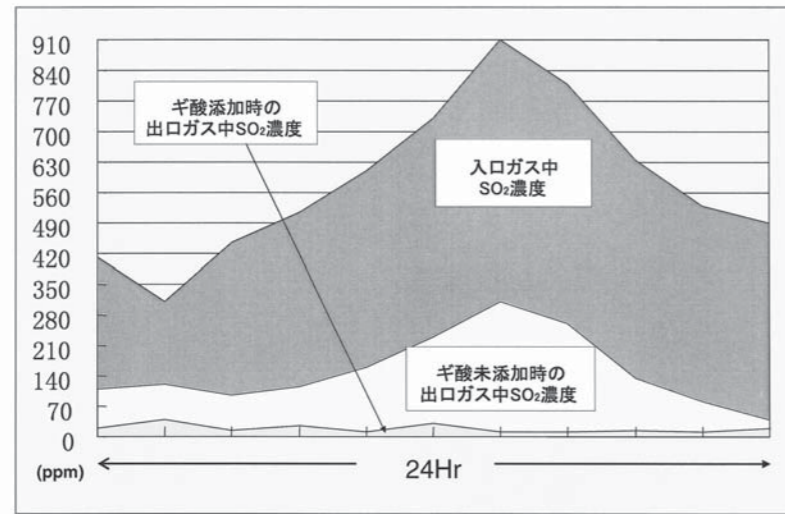 910
840
770
700
630
560
490
420
350
280
210
140
70
0
(ppm)
ギ酸添加時の
出口ガス中SO₂濃度
入口ガス中
SO₂濃度
ギ酸未添加時の
出口ガス中SO₂濃度
24Hr